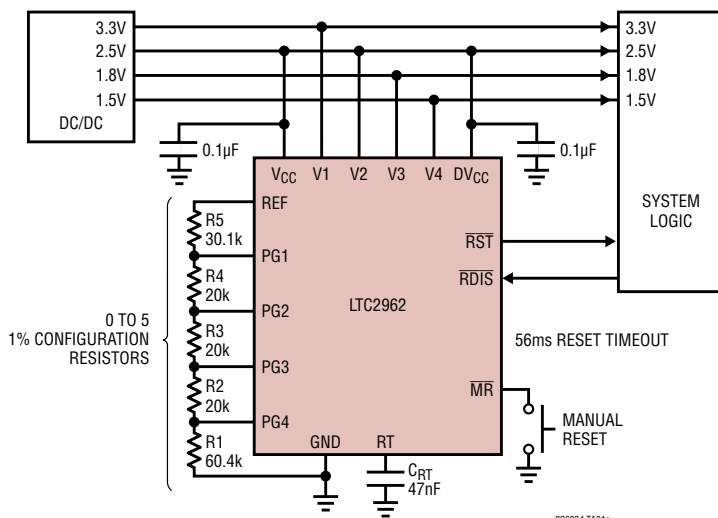 3.3V
2.5V
1.8V
1.5V
DC/DC
3.3V
2.5V
1.8V
1.5V
SYSTEM
LOGIC
0.1µF
0.1µF
VCC V1 V2 V3 V4 DVCC
REF
R5
30.1k
PG1
R4
20k
PG2
R3
20k
PG3
R2
20k
PG4
R1
60.4k
0 TO 5
1% CONFIGURATION
RESISTORS
LTC2962
RST
RDIS
56ms RESET TIMEOUT
MR
MANUAL
RESET
GND RT
CRT
47nF